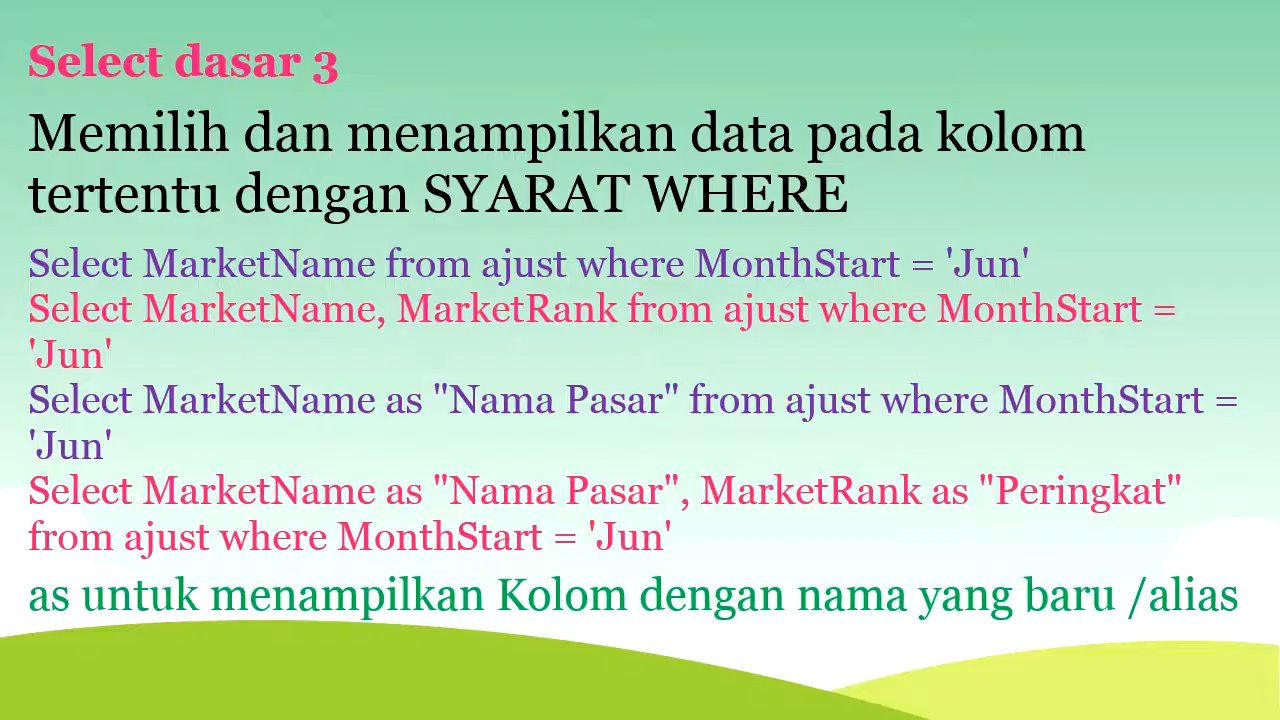 Select dasar 3
Memilih dan menampilkan data pada kolom
tertentu dengan SYARAT WHERE
Select MarketName from ajust where MonthStart = 'Jun'
Select MarketName, MarketRank from ajust where MonthStart =
'Jun'
Select MarketName as "Nama Pasar" from ajust where MonthStart =
'Jun'
Select MarketName as "Nama Pasar", MarketRank as "Peringkat"
from ajust where MonthStart = 'Jun'
as untuk menampilkan Kolom dengan nama yang baru /alias